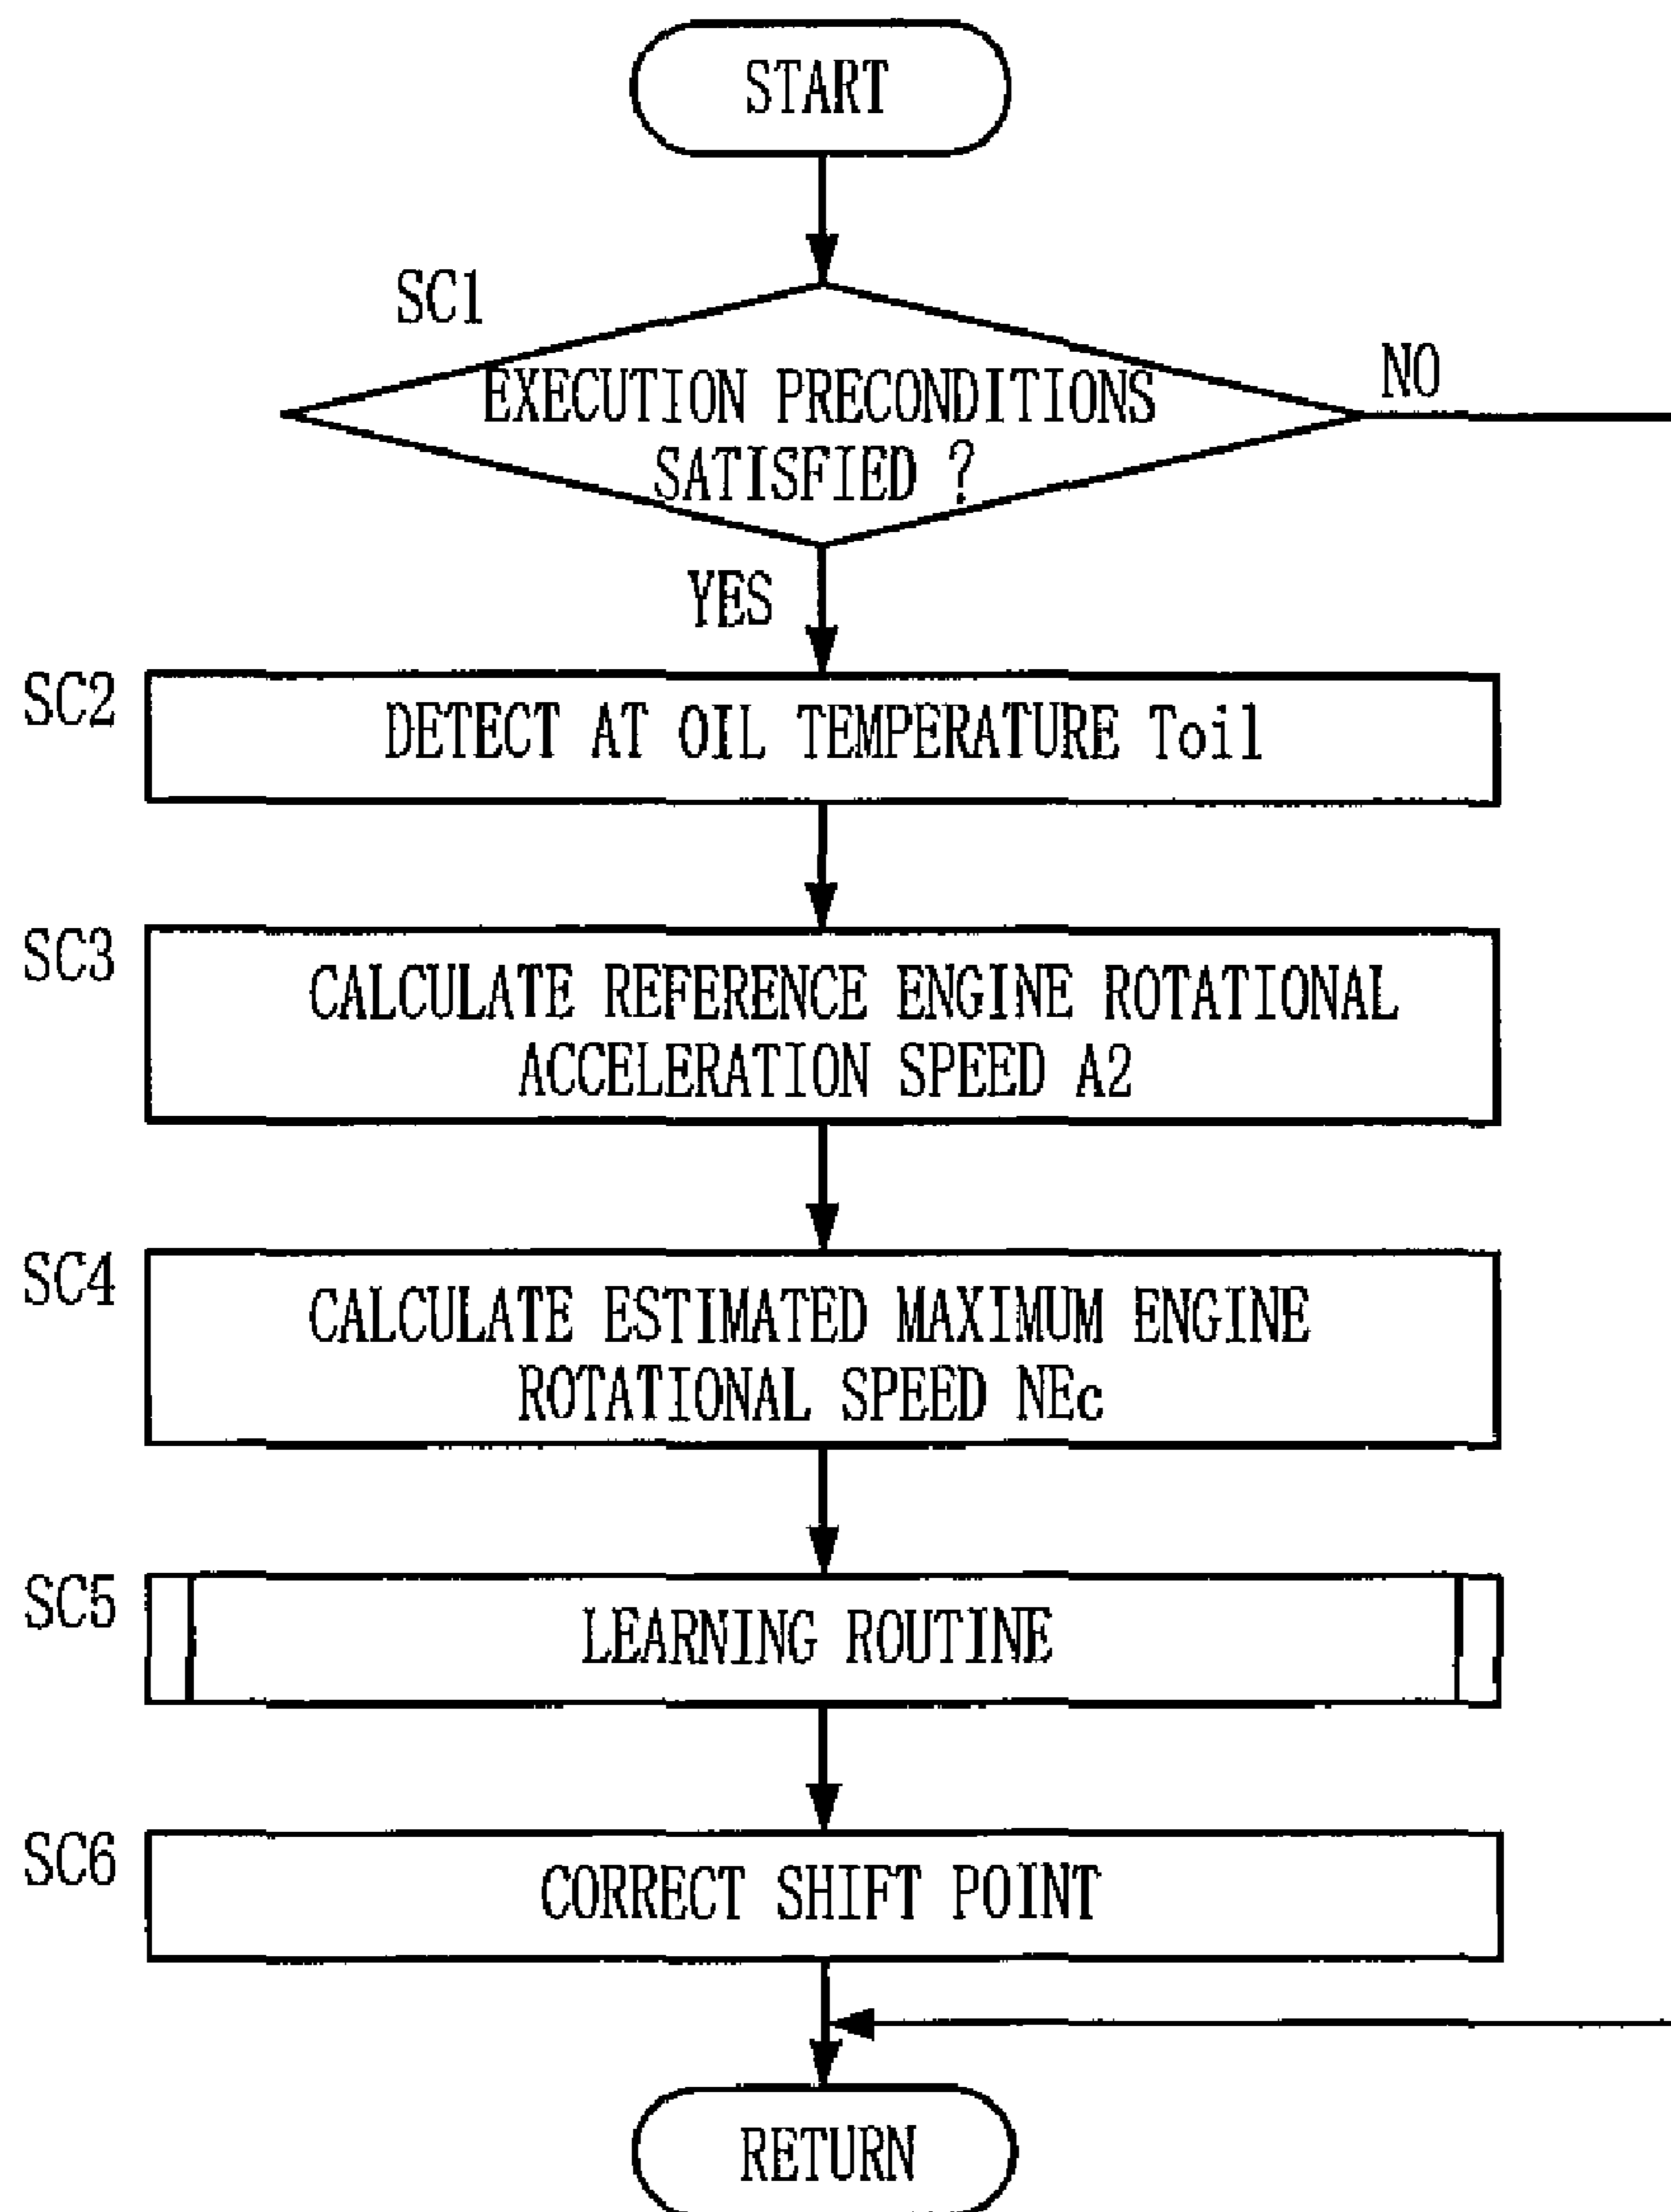 START
SC1
EXECUTION PRECONDITIONS
SATISFIED ?
NO
YES
SC2
DETECT AT OIL TEMPERATURE Toil
SC3
CALCULATE REFERENCE ENGINE ROTATIONAL
ACCELERATION SPEED A2
SC4
CALCULATE ESTIMATED MAXIMUM ENGINE
ROTATIONAL SPEED NEc
SC5
LEARNING ROUTINE
SC6
CORRECT SHIFT POINT
RETURN